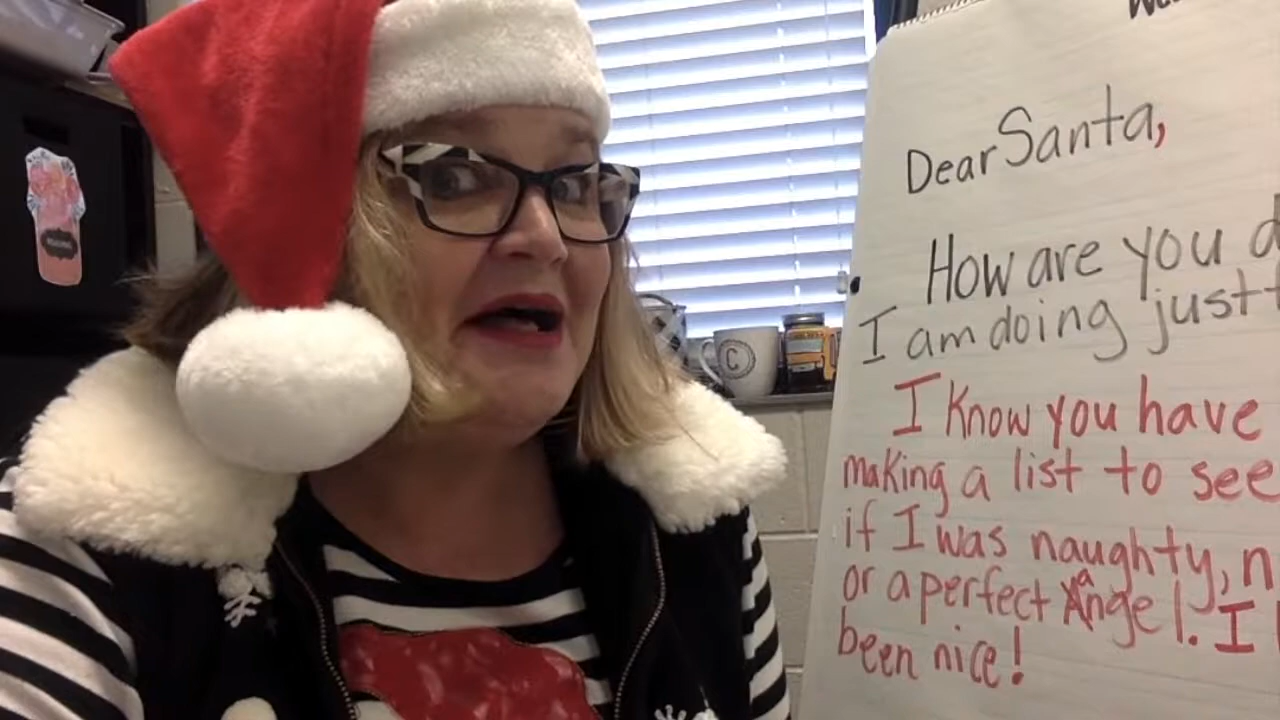 Dear Santa,
How are you d
I am doing just
I know you have
making a list to see
if I was naughty, n
or a perfect angel. I
been nice!
C